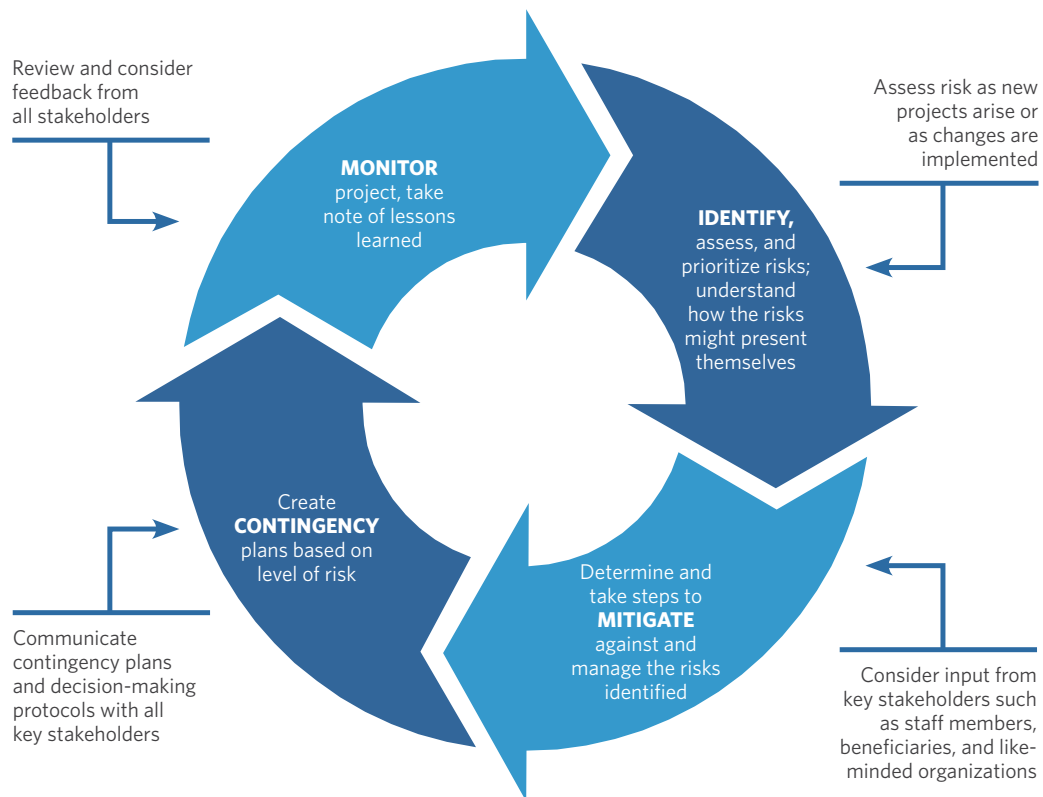 Review and consider
feedback from
all stakeholders
MONITOR
project, take
note of lessons
learned
Assess risk as new
projects arise or
as changes are
implemented
IDENTIFY,
assess, and
prioritize risks;
understand
how the risks
might present
themselves
Create
CONTINGENCY
plans based on
level of risk
Determine and
take steps to
MITIGATE
against and
manage the risks
identified
Communicate
contingency plans
and decision-making
protocols with all
key stakeholders
Consider input from
key stakeholders such
as staff members,
beneficiaries, and like-
minded organizations